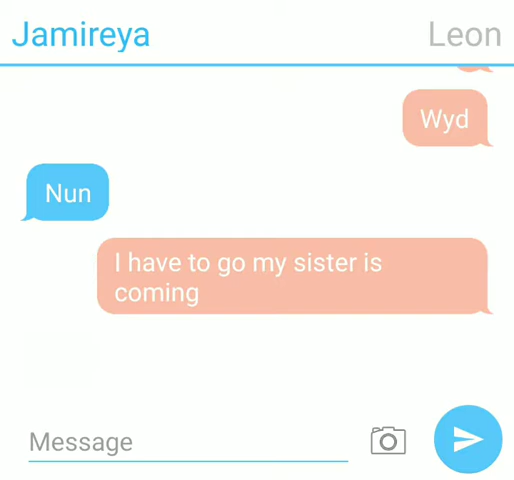 Jamireya Leon
Wyd
Nun
I have to go my sister is
coming
Message